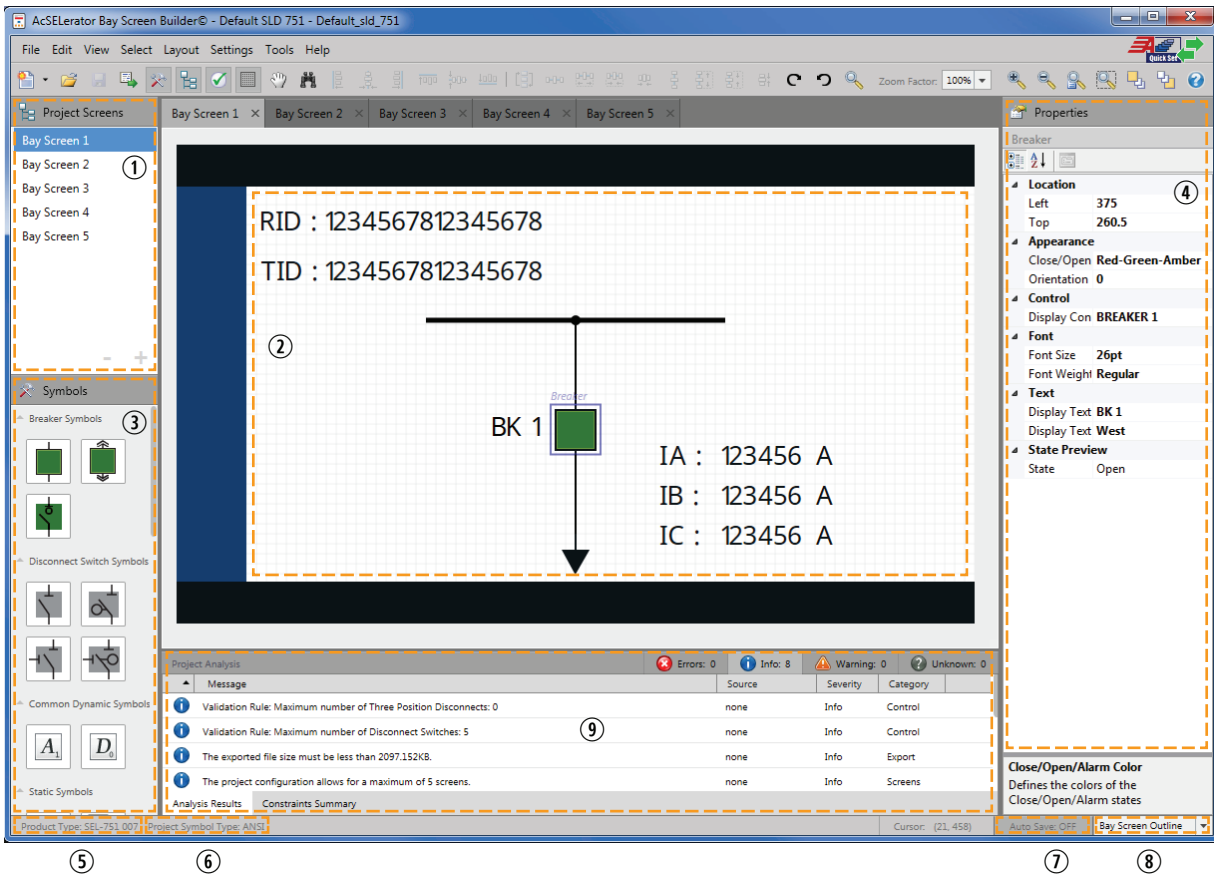 AcSELerator Bay Screen Builder© - Default SLD 751 - Default_sld_751
File Edit View Select Layout Settings Tools Help
Quick Set
Zoom Factor: 100%
Project Screens
Bay Screen 1
Bay Screen 2
Bay Screen 3
Bay Screen 4
Bay Screen 5
①
- +
Symbols
Breaker Symbols
③
Disconnect Switch Symbols
Common Dynamic Symbols
A1 D0
Static Symbols
Bay Screen 1 × Bay Screen 2 × Bay Screen 3 × Bay Screen 4 × Bay Screen 5 ×
RID : 1234567812345678
TID : 1234567812345678
②
Breaker
BK 1
IA : 123456 A
IB : 123456 A
IC : 123456 A
Project Analysis Errors: 0 Info: 8 Warning: 0 Unknown: 0
Message Source Severity Category
Validation Rule: Maximum number of Three Position Disconnects: 0 none Info Control
Validation Rule: Maximum number of Disconnect Switches: 5 none Info Control
⑨
The exported file size must be less than 2097.152KB. none Info Export
The project configuration allows for a maximum of 5 screens. none Info Screens
Analysis Results Constraints Summary
Properties
Breaker
④
Location
Left 375
Top 260.5
Appearance
Close/Open Red-Green-Amber
Orientation 0
Control
Display Con BREAKER 1
Font
Font Size 26pt
Font Weight Regular
Text
Display Text BK 1
Display Text West
State Preview
State Open
Close/Open/Alarm Color
Defines the colors of the
Close/Open/Alarm states
Product Type: SEL-751 007 Project Symbol Type: ANSI Cursor: (21, 458) Auto Save: OFF Bay Screen Outline
⑤ ⑥ ⑦ ⑧